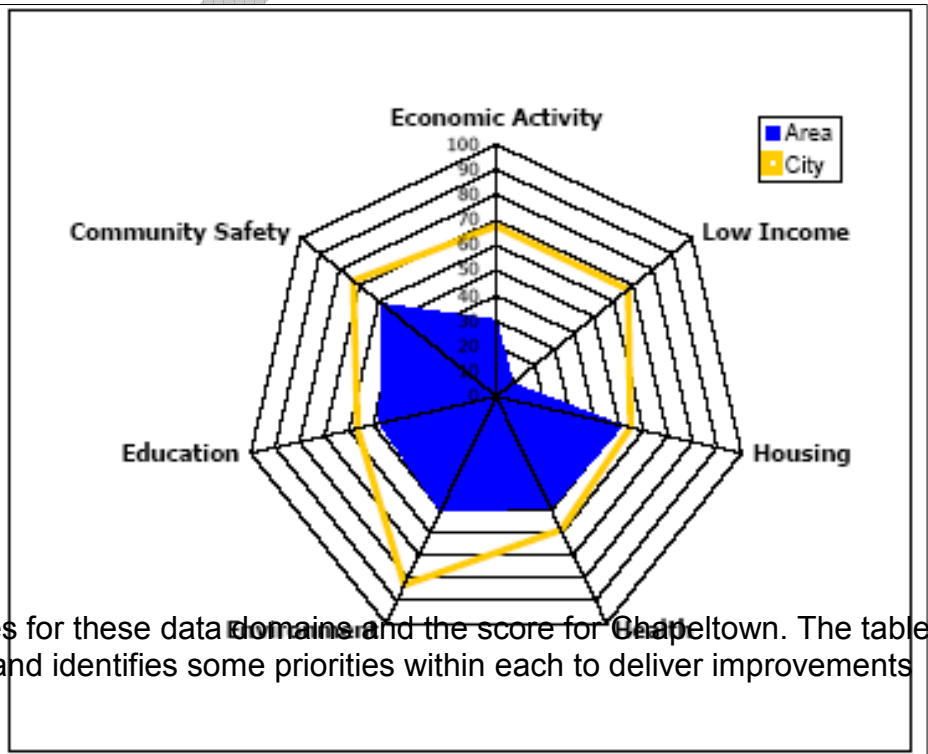 Economic Activity
Area
City
100
90
80
70
60
50
40
30
20
10
0
Community Safety
Low Income
Education
Housing
Environment
Health
s for these data domains and the score for Chapeltown. The table
and identifies some priorities within each to deliver improvements